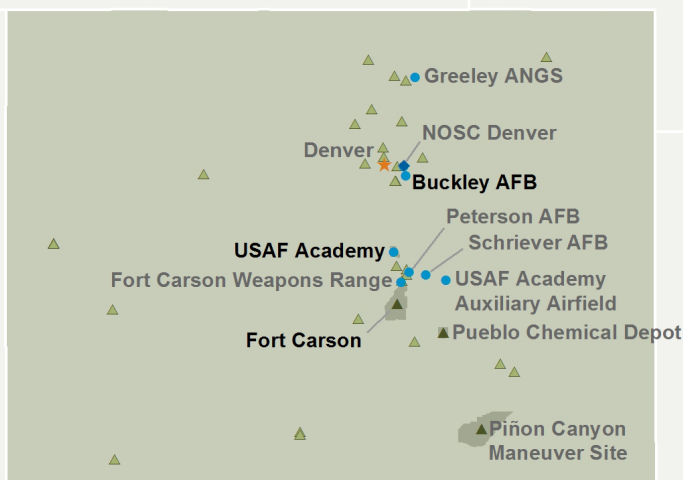 Greeley ANGS
NOSC Denver
Denver
Buckley AFB
Peterson AFB
Schriever AFB
USAF Academy
Fort Carson Weapons Range
USAF Academy
Auxiliary Airfield
Pueblo Chemical Depot
Fort Carson
Piñon Canyon
Maneuver Site